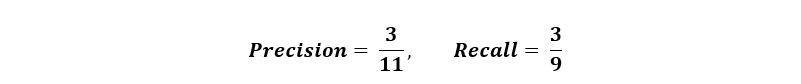 Precision = 3/11, Recall = 3/9